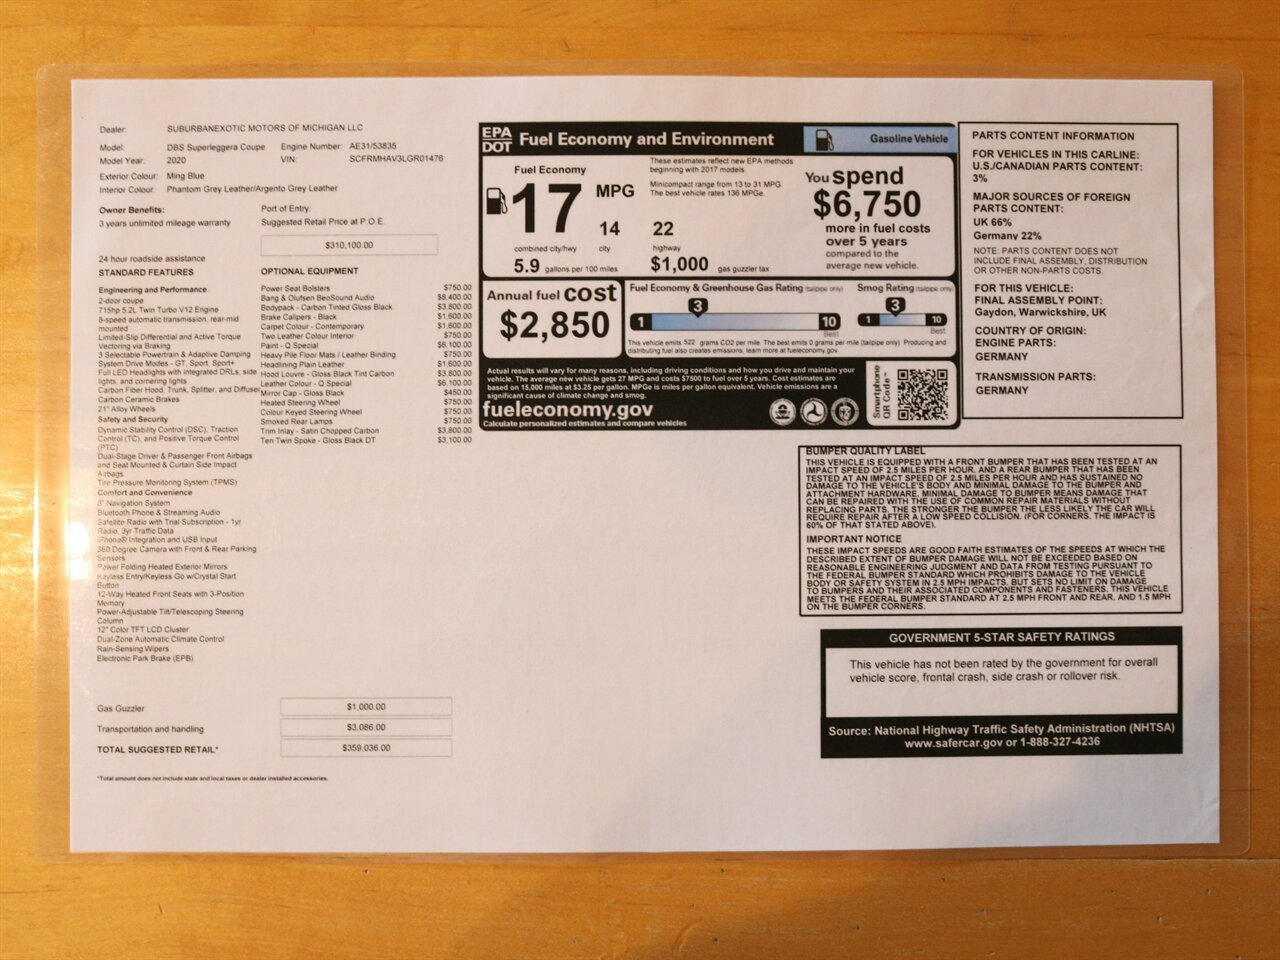 Dealer: SUBURBANEXOTIC MOTORS OF MICHIGAN LLC
Model: DBS Superleggera Coupe Engine Number: AE31/53835
Model Year: 2020 VIN: SCFRMHAV3LGR01476
Exterior Colour: Ming Blue
Interior Colour: Phantom Grey Leather/Argento Grey Leather
Owner Benefits: Port of Entry:
3 years unlimited mileage warranty Suggested Retail Price at P.O.E.
$310,100.00
24 hour roadside assistance
STANDARD FEATURES
Engineering and Performance
2-door coupe
715hp 5.2L Twin Turbo V12 Engine
8-speed automatic transmission, rear-mid
mounted
Limited-Slip Differential and Active Torque
Vectoring via Braking
3 Selectable Powertrain & Adaptive Damping
System Drive Modes - GT, Sport, Sport+
Full LED Headlights with integrated DRLs, side
lights, and cornering lights
Carbon Fiber Hood, Trunk, Splitter, and Diffuser
Carbon Ceramic Brakes
21" Alloy Wheels
Safety and Security
Dynamic Stability Control (DSC), Traction
Control (TC), and Positive Torque Control
(PTC)
Dual-Stage Driver & Passenger Front Airbags
and Seat Mounted & Curtain Side Impact
Airbags
Tire Pressure Monitoring System (TPMS)
Comfort and Convenience
8" Navigation System
Bluetooth Phone & Streaming Audio
Satellite Radio with Trial Subscription - 1yr
Radio, 3yr Traffic Data
iPhone® Integration and USB Input
360 Degree Camera with Front & Rear Parking
Sensors
Power Folding Heated Exterior Mirrors
Keyless Entry/Keyless Go w/Crystal Start
Button
12-Way Heated Front Seats with 3-Position
Memory
Power-Adjustable Tilt/Telescoping Steering
Column
12" Color TFT LCD Cluster
Dual-Zone Automatic Climate Control
Rain-Sensing Wipers
Electronic Park Brake (EPB)
OPTIONAL EQUIPMENT
Power Seat Bolsters $750.00
Bang & Olufsen BeoSound Audio $8,400.00
Bodypack - Carbon Tinted Gloss Black $3,800.00
Brake Calipers - Black $1,600.00
Carpet Colour - Contemporary $1,600.00
Two Leather Colour Interior $750.00
Paint - Q Special $6,100.00
Heavy Pile Floor Mats / Leather Binding $750.00
Headlining Plain Leather $1,600.00
Hood Louvre - Gloss Black Tint Carbon $3,800.00
Leather Colour - Q Special $6,100.00
Mirror Cap - Gloss Black $450.00
Heated Steering Wheel $750.00
Colour Keyed Steering Wheel $750.00
Smoked Rear Lamps $750.00
Trim Inlay - Satin Chopped Carbon $3,800.00
Ten Twin Spoke - Gloss Black DT $3,100.00
Gas Guzzler $1,000.00
Transportation and handling $3,086.00
TOTAL SUGGESTED RETAIL* $359,036.00
*Total amount does not include state and local taxes or dealer installed accessories.
EPA
DOT
Fuel Economy and Environment
Gasoline Vehicle
Fuel Economy
17 MPG
combined city/hwy
14
city
22
highway
5.9 gallons per 100 miles
$1,000 gas guzzler tax
These estimates reflect new EPA methods
beginning with 2017 models.
Minicompact range from 13 to 31 MPG.
The best vehicle rates 136 MPGe.
You spend
$6,750
more in fuel costs
over 5 years
compared to the
average new vehicle.
Annual fuel cost
$2,850
Fuel Economy & Greenhouse Gas Rating (tailpipe only)
3
1 10
Best
Smog Rating (tailpipe only)
3
1 10
Best
This vehicle emits 522 grams CO2 per mile. The best emits 0 grams per mile (tailpipe only). Producing and
distributing fuel also creates emissions, learn more at fueleconomy.gov.
Actual results will vary for many reasons, including driving conditions and how you drive and maintain your
vehicle. The average new vehicle gets 27 MPG and costs $7500 to fuel over 5 years. Cost estimates are
based on 15,000 miles at $3.25 per gallon. MPGe is miles per gallon equivalent. Vehicle emissions are a
significant cause of climate change and smog.
fueleconomy.gov
Calculate personalized estimates and compare vehicles
Smartphone
QR Code™
PARTS CONTENT INFORMATION
FOR VEHICLES IN THIS CARLINE:
U.S./CANADIAN PARTS CONTENT:
3%
MAJOR SOURCES OF FOREIGN
PARTS CONTENT:
UK 66%
Germany 22%
NOTE: PARTS CONTENT DOES NOT
INCLUDE FINAL ASSEMBLY, DISTRIBUTION
OR OTHER NON-PARTS COSTS.
FOR THIS VEHICLE:
FINAL ASSEMBLY POINT:
Gaydon, Warwickshire, UK
COUNTRY OF ORIGIN:
ENGINE PARTS:
GERMANY
TRANSMISSION PARTS:
GERMANY
BUMPER QUALITY LABEL
THIS VEHICLE IS EQUIPPED WITH A FRONT BUMPER THAT HAS BEEN TESTED AT AN
IMPACT SPEED OF 2.5 MILES PER HOUR, AND A REAR BUMPER THAT HAS BEEN
TESTED AT AN IMPACT SPEED OF 2.5 MILES PER HOUR AND HAS SUSTAINED NO
DAMAGE TO THE VEHICLE'S BODY AND MINIMAL DAMAGE TO THE BUMPER AND
ATTACHMENT HARDWARE. MINIMAL DAMAGE TO BUMPER MEANS DAMAGE THAT
CAN BE REPAIRED WITH THE USE OF COMMON REPAIR MATERIALS WITHOUT
REPLACING PARTS. THE STRONGER THE BUMPER THE LESS LIKELY THE CAR WILL
REQUIRE REPAIR AFTER A LOW SPEED COLLISION. (FOR CORNERS, THE IMPACT IS
60% OF THAT STATED ABOVE).
IMPORTANT NOTICE
THESE IMPACT SPEEDS ARE GOOD FAITH ESTIMATES OF THE SPEEDS AT WHICH THE
DESCRIBED EXTENT OF BUMPER DAMAGE WILL NOT BE EXCEEDED BASED ON
REASONABLE ENGINEERING JUDGMENT AND DATA FROM TESTING PURSUANT TO
THE FEDERAL BUMPER STANDARD WHICH PROHIBITS DAMAGE TO THE VEHICLE
BODY OR SAFETY SYSTEM IN 2.5 MPH IMPACTS, BUT SETS NO LIMIT ON DAMAGE
TO BUMPERS AND THEIR ASSOCIATED COMPONENTS AND FASTENERS. THIS VEHICLE
MEETS THE FEDERAL BUMPER STANDARD AT 2.5 MPH FRONT AND REAR, AND 1.5 MPH
ON THE BUMPER CORNERS.
GOVERNMENT 5-STAR SAFETY RATINGS
This vehicle has not been rated by the government for overall
vehicle score, frontal crash, side crash or rollover risk.
Source: National Highway Traffic Safety Administration (NHTSA)
www.safercar.gov or 1-888-327-4236